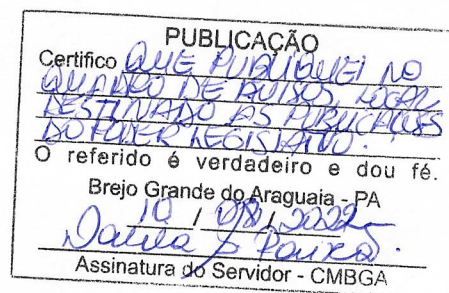 PUBLICAÇÃO
Certifico QUE PUBLIQUEI NO
QUADRO DE AVISOS, LOCAL
DESTINADO AS PUBLICAÇÕES
DO PODER LEGISLATIVO.
O referido é verdadeiro e dou fé.
Brejo Grande do Araguaia - PA
10 / 08 / 2022
Assinatura do Servidor - CMBGA